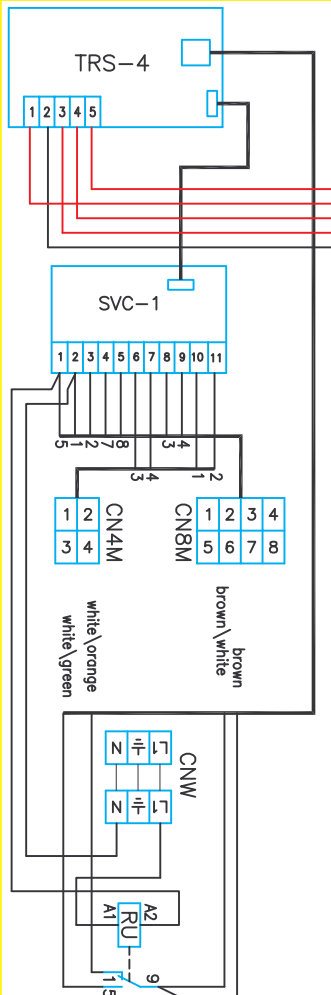 TRS-4
1 2 3 4 5
SVC-1
1 2 3 4 5 6 7 8 9 10 11
5 1 2 7 8 3 4
3 4 1 2
CN4M
1 2
3 4
CN8M
1 2 3 4
5 6 7 8
white\orange
white\green
brown
brown\white
CNW
N L1
N L1
A1 RU A2
1 9
5